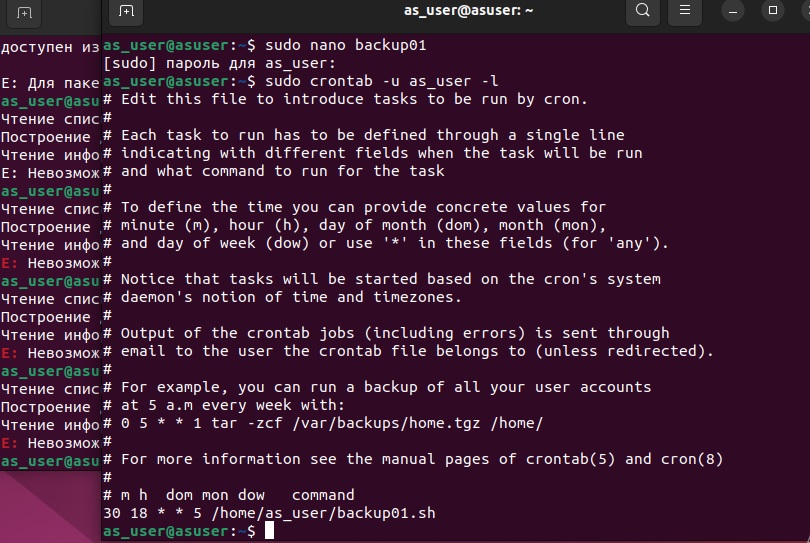 as_user@asuser: ~
доступен из
E: Для паке
as_user@asu
Чтение спис
Построение
Чтение инфо
E: Невозмож
as_user@asu
Чтение спис
Построение
Чтение инфо
E: Невозмож
as_user@asu
Чтение спис
Построение
Чтение инфо
E: Невозмож
as_user@asu
Чтение спис
Построение
Чтение инфо
E: Невозмож
as_user@asu
as_user@asuser:~$ sudo nano backup01
[sudo] пароль для as_user:
as_user@asuser:~$ sudo crontab -u as_user -l
# Edit this file to introduce tasks to be run by cron.
#
# Each task to run has to be defined through a single line
# indicating with different fields when the task will be run
# and what command to run for the task
#
# To define the time you can provide concrete values for
# minute (m), hour (h), day of month (dom), month (mon),
# and day of week (dow) or use '*' in these fields (for 'any').
#
# Notice that tasks will be started based on the cron's system
# daemon's notion of time and timezones.
#
# Output of the crontab jobs (including errors) is sent through
# email to the user the crontab file belongs to (unless redirected).
#
# For example, you can run a backup of all your user accounts
# at 5 a.m every week with:
# 0 5 * * 1 tar -zcf /var/backups/home.tgz /home/
#
# For more information see the manual pages of crontab(5) and cron(8)
#
# m h  dom mon dow   command
30 18 * * 5 /home/as_user/backup01.sh
as_user@asuser:~$